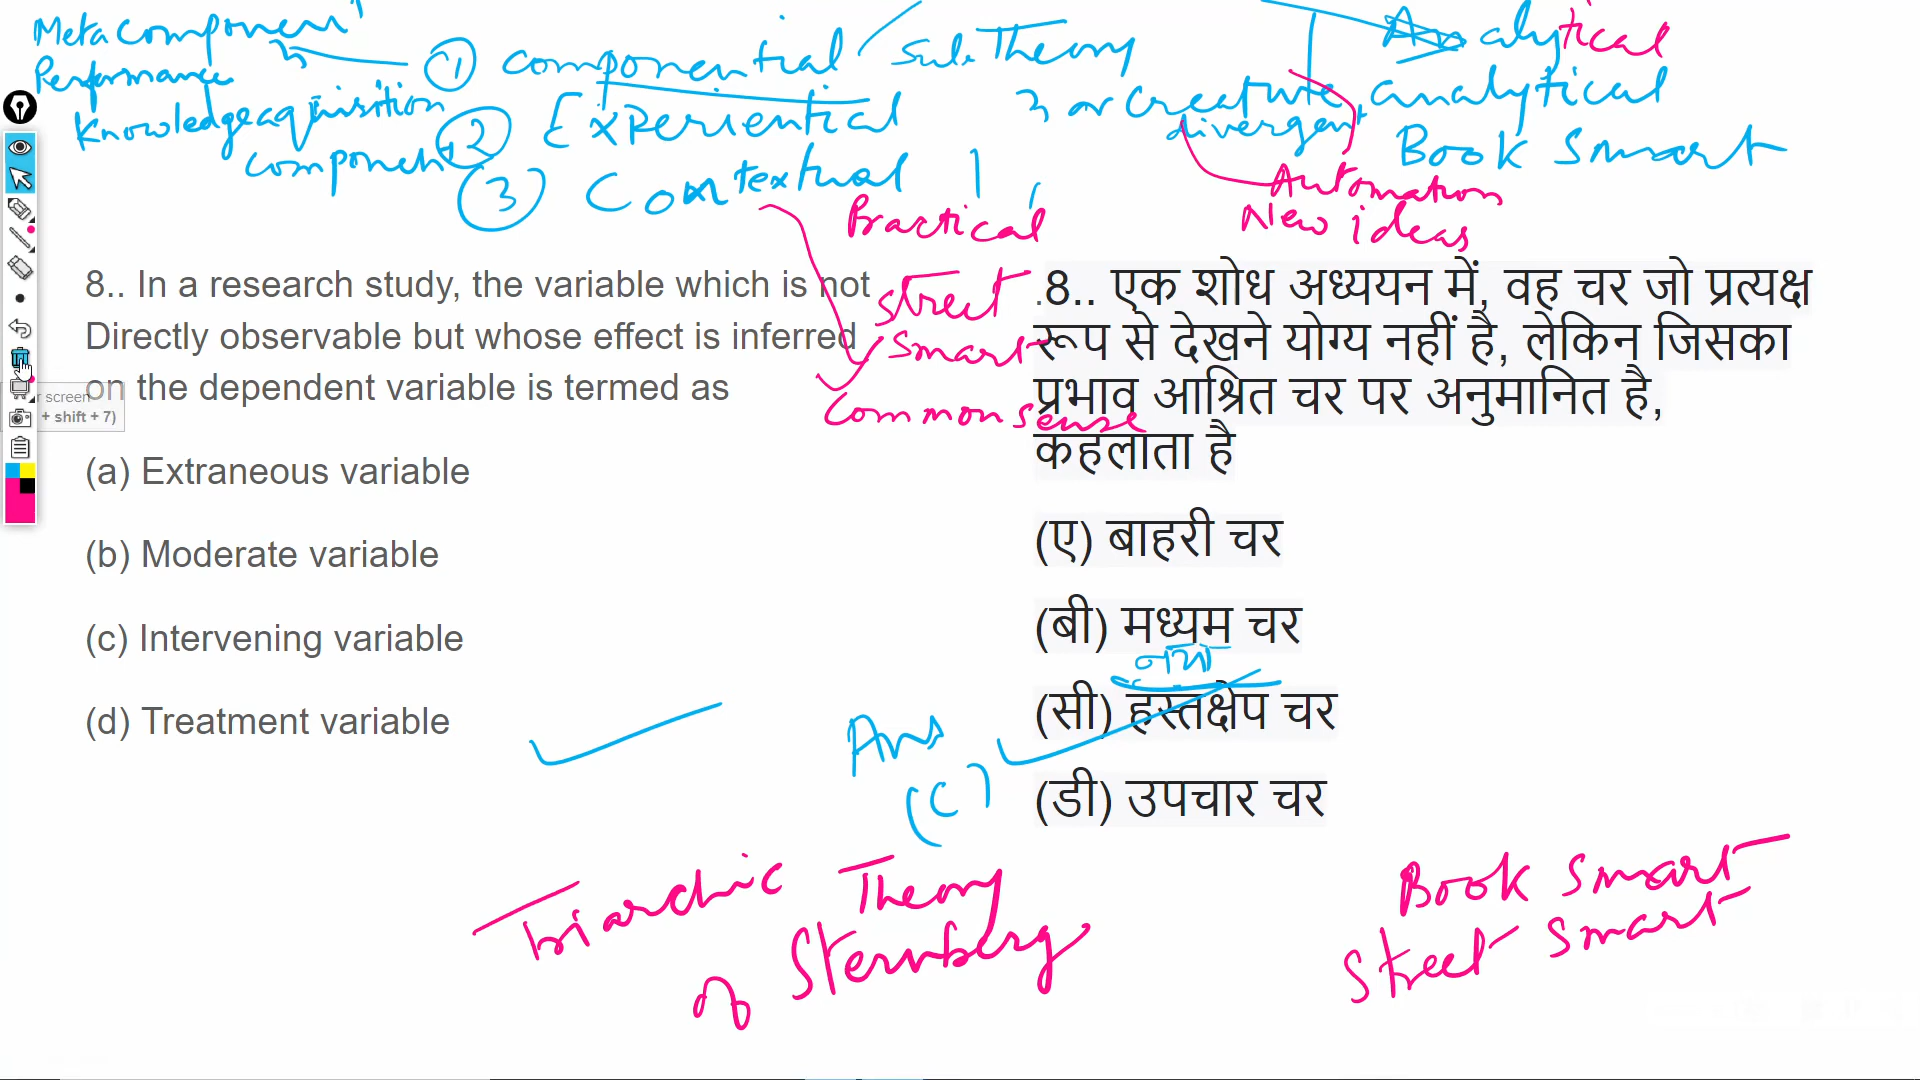 Metacomponent
Performance
Knowledge acquisition
component
① Componential Sub Theory
② Experiential
③ Contextual
Analytical
3 or Creative, analytical
divergent
Book Smart
Automation
New ideas
Practical
Street
Smart
Common sense
8.. In a research study, the variable which is not
Directly observable but whose effect is inferred
on the dependent variable is termed as
r screen
+ shift + 7)
(a) Extraneous variable
(b) Moderate variable
(c) Intervening variable
(d) Treatment variable
.8.. एक शोध अध्ययन में, वह चर जो प्रत्यक्ष
रूप से देखने योग्य नहीं है, लेकिन जिसका
प्रभाव आश्रित चर पर अनुमानित है,
कहलाता है
(ए) बाहरी चर
(बी) मध्यम चर
(सी) हस्तक्षेप चर
(डी) उपचार चर
Ans
(C)
Triarchic Theory
of Sternberg
Book Smart
Street Smart